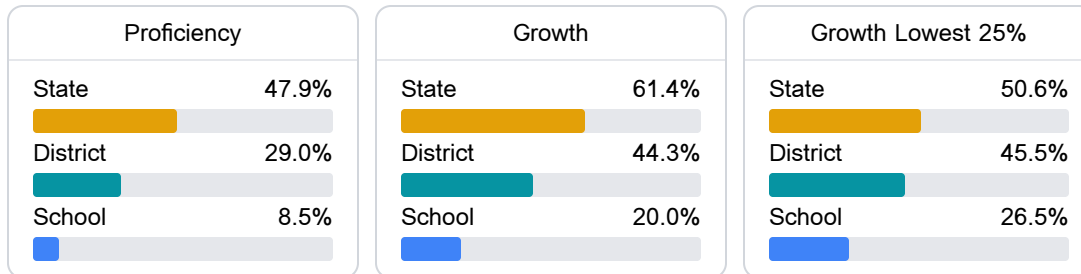 Proficiency
State 47.9%
District 29.0%
School 8.5%
Growth
State 61.4%
District 44.3%
School 20.0%
Growth Lowest 25%
State 50.6%
District 45.5%
School 26.5%